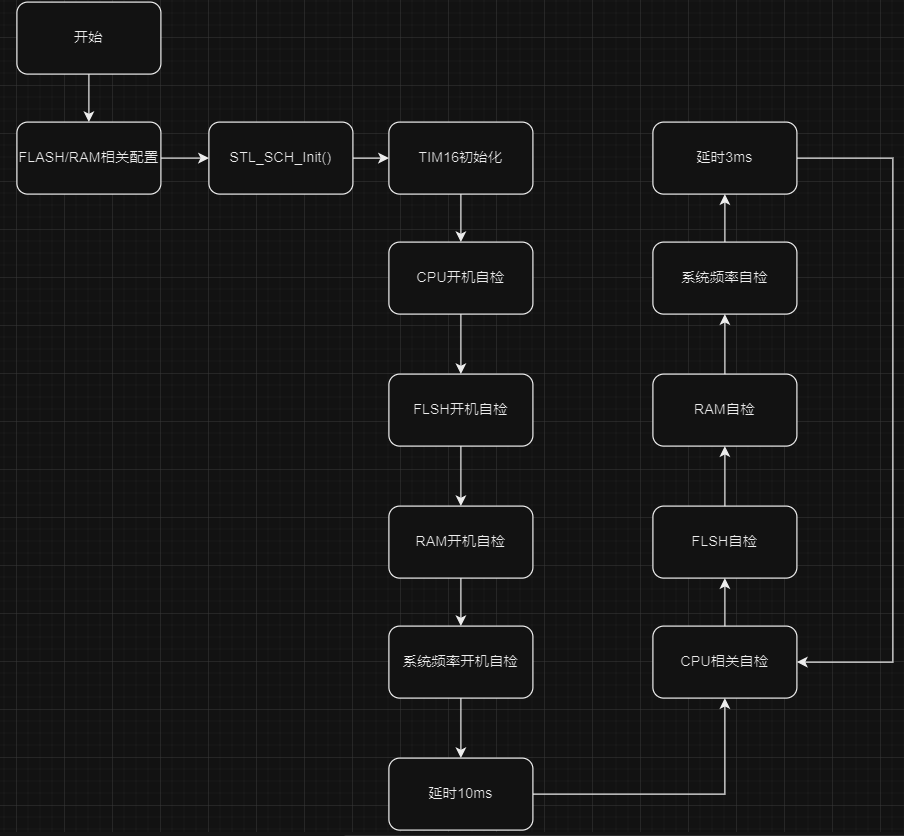 开始
FLASH/RAM相关配置
STL_SCH_Init()
TIM16初始化
CPU开机自检
FLSH开机自检
RAM开机自检
系统频率开机自检
延时10ms
CPU相关自检
FLSH自检
RAM自检
系统频率自检
延时3ms